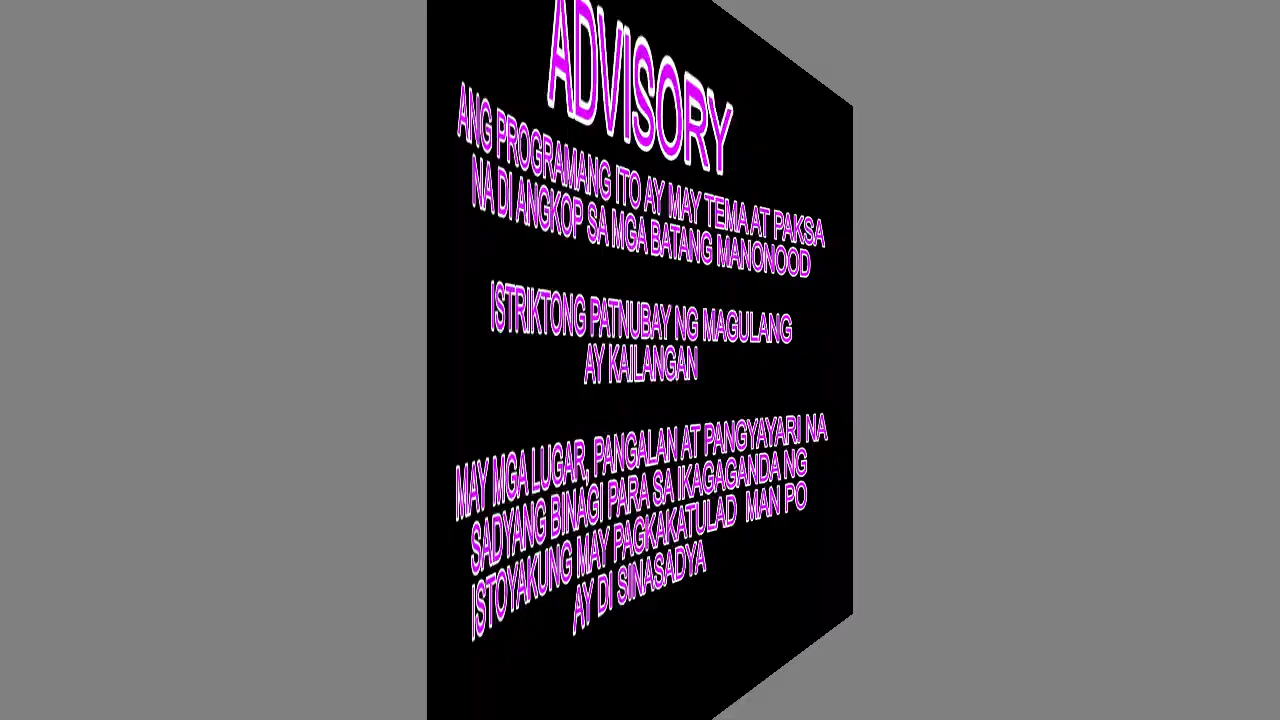 ADVISORY
ANG PROGRAMANG ITO AY MAY TEMA AT PAKSA
NA DI ANGKOP SA MGA BATANG MANONOOD
ISTRIKTONG PATNUBAY NG MAGULANG
AY KAILANGAN
MAY MGA LUGAR, PANGALAN AT PANGYAYARI NA
SADYANG BINAGI PARA SA IKAGAGANDA NG
ISTOYAKUNG MAY PAGKAKATULAD MAN PO
AY DI SINASADYA